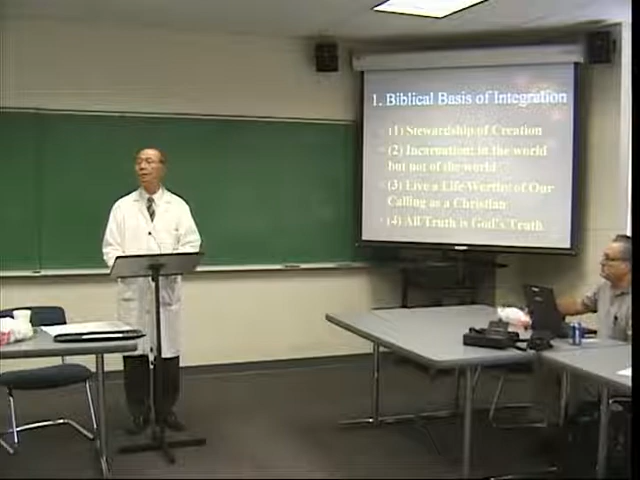 1. Biblical Basis of Integration
(1) Stewardship of Creation
(2) Incarnation: in the world
but not of the world
(3) Live a Life Worthy of Our
Calling as a Christian
(4) All Truth is God's Truth